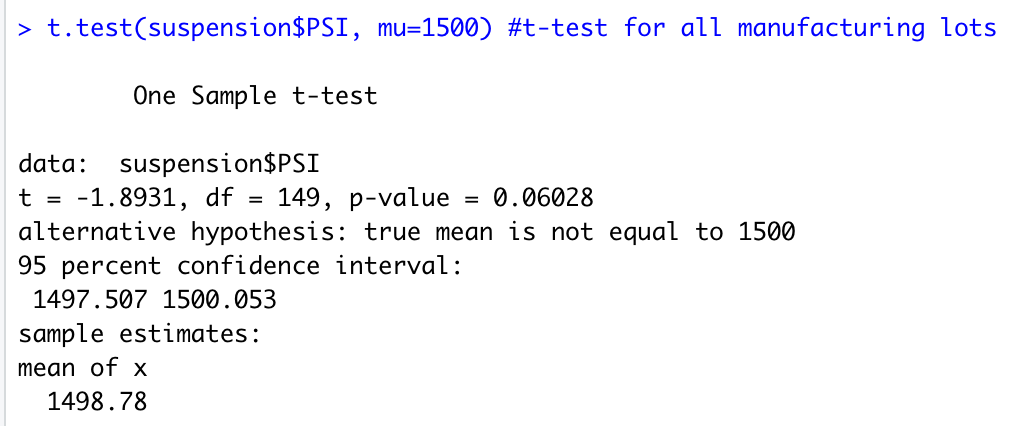 > t.test(suspension$PSI, mu=1500) #t-test for all manufacturing lots
One Sample t-test
data:  suspension$PSI
t = -1.8931, df = 149, p-value = 0.06028
alternative hypothesis: true mean is not equal to 1500
95 percent confidence interval:
1497.507 1500.053
sample estimates:
mean of x
1498.78